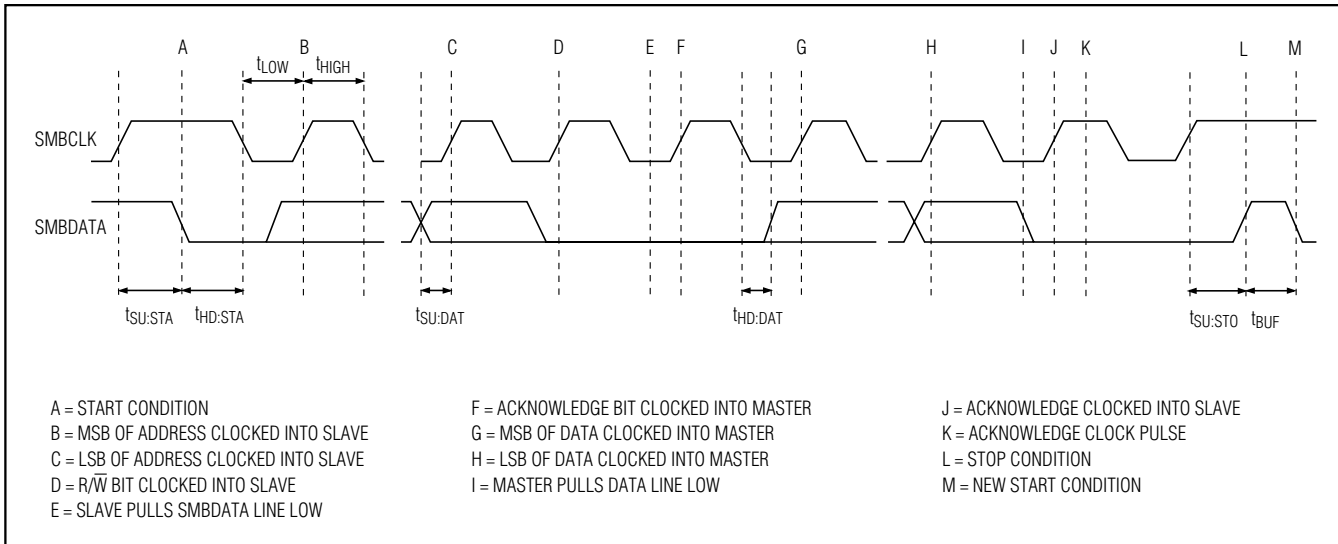 A B C D E F G H I J K L M
tLOW tHIGH
SMBCLK
SMBDATA
tSU:STA tHD:STA tSU:DAT tHD:DAT tSU:STO tBUF
A = START CONDITION
B = MSB OF ADDRESS CLOCKED INTO SLAVE
C = LSB OF ADDRESS CLOCKED INTO SLAVE
D = R/W̅ BIT CLOCKED INTO SLAVE
E = SLAVE PULLS SMBDATA LINE LOW
F = ACKNOWLEDGE BIT CLOCKED INTO MASTER
G = MSB OF DATA CLOCKED INTO MASTER
H = LSB OF DATA CLOCKED INTO MASTER
I = MASTER PULLS DATA LINE LOW
J = ACKNOWLEDGE CLOCKED INTO SLAVE
K = ACKNOWLEDGE CLOCK PULSE
L = STOP CONDITION
M = NEW START CONDITION